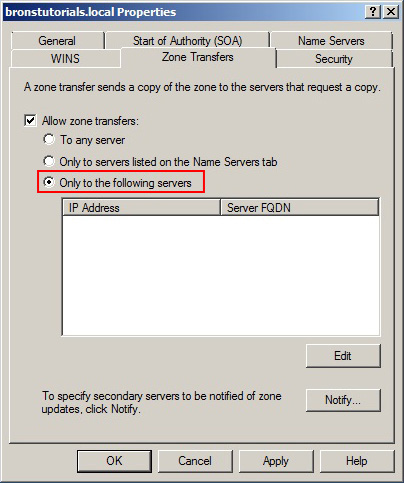 bronstutorials.local Properties
General Start of Authority (SOA) Name Servers
WINS Zone Transfers Security
A zone transfer sends a copy of the zone to the servers that request a copy.
Allow zone transfers:
To any server
Only to servers listed on the Name Servers tab
Only to the following servers
IP Address Server FQDN
Edit
To specify secondary servers to be notified of zone
updates, click Notify.
Notify...
OK Cancel Apply Help